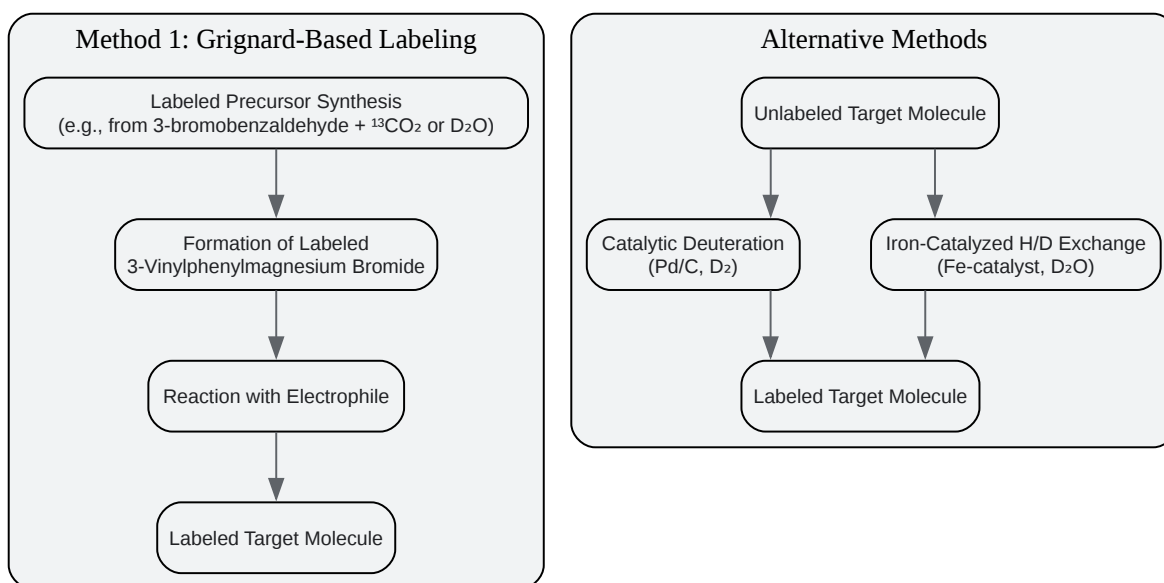 Method 1: Grignard-Based Labeling
Labeled Precursor Synthesis
(e.g., from 3-bromobenzaldehyde + ¹³CO₂ or D₂O)
Formation of Labeled
3-Vinylphenylmagnesium Bromide
Reaction with Electrophile
Labeled Target Molecule
Alternative Methods
Unlabeled Target Molecule
Catalytic Deuteration
(Pd/C, D₂)
Iron-Catalyzed H/D Exchange
(Fe-catalyst, D₂O)
Labeled Target Molecule